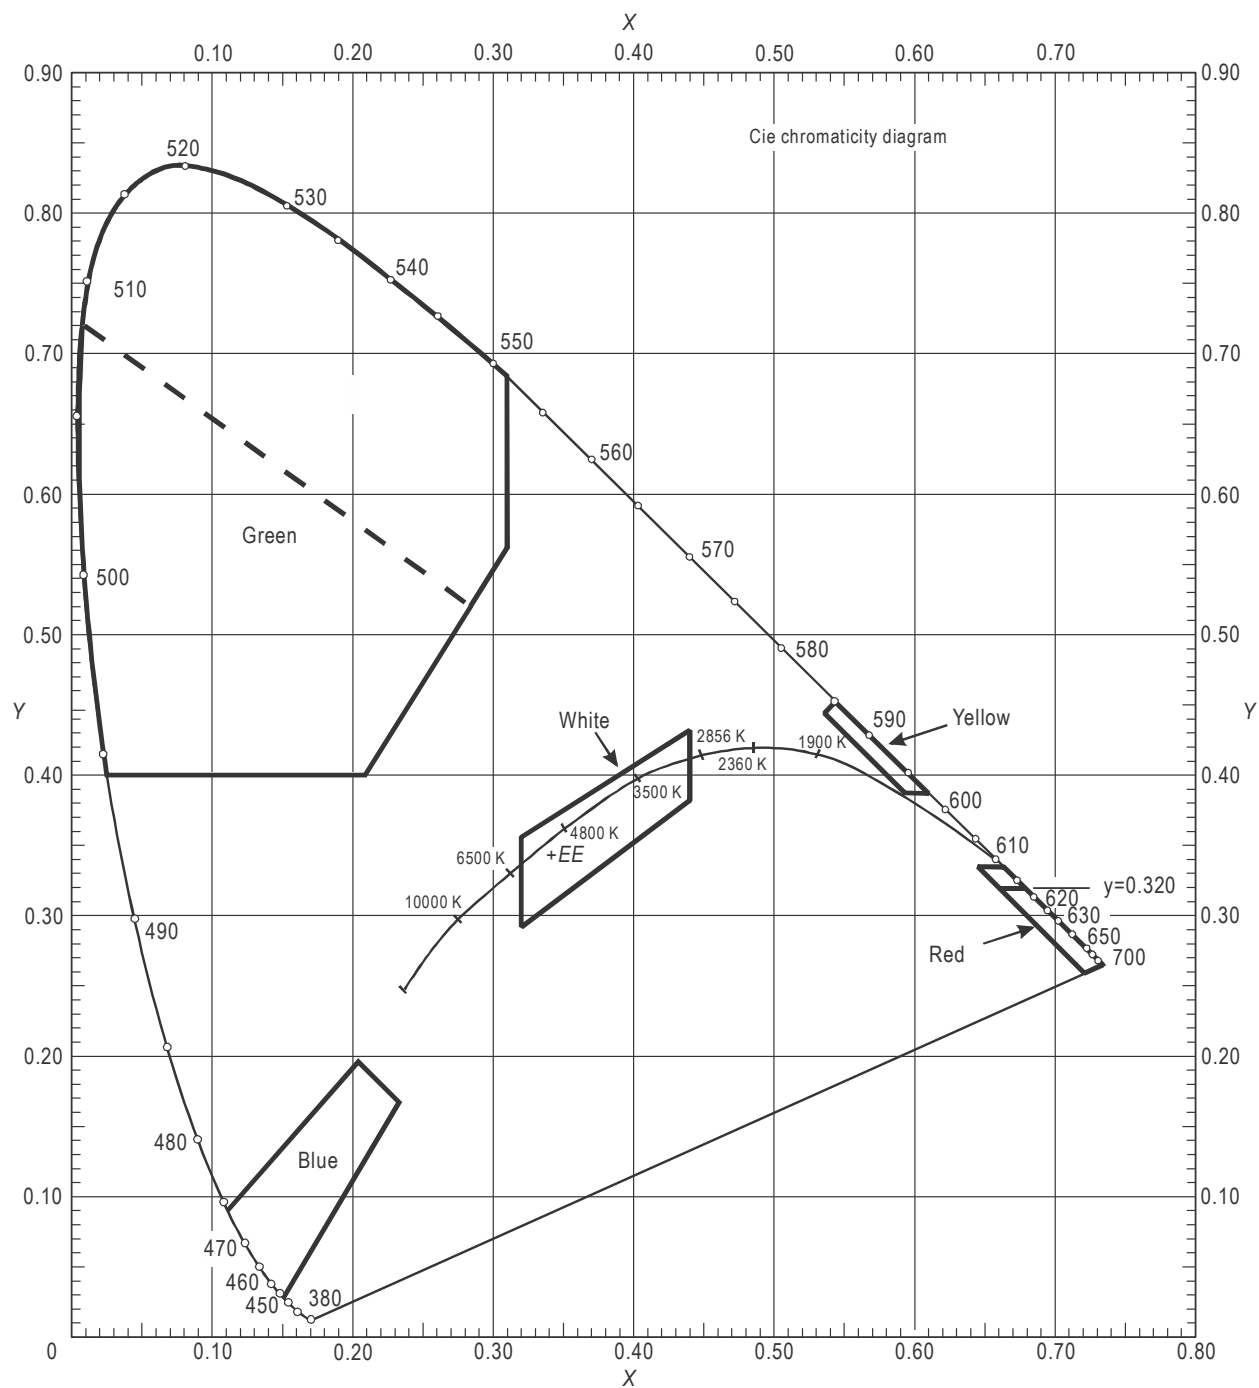 X
0.10 0.20 0.30 0.40 0.50 0.60 0.70
0.90 0.90
Cie chromaticity diagram
520
530
0.80 0.80
540
510
550
0.70 0.70
560
0.60 0.60
Green
570
500
0.50 0.50
580
Y Y
White 590 Yellow
2856 K
1900 K
2360 K
0.40 0.40
3500 K
600
4800 K
610
6500 K +EE
y=0.320
10000 K 620
0.30 630 0.30
490 650
Red 700
0.20 0.20
480
Blue
0.10 0.10
470
460
450 380
0 0.10 0.20 0.30 0.40 0.50 0.60 0.70 0.80
X